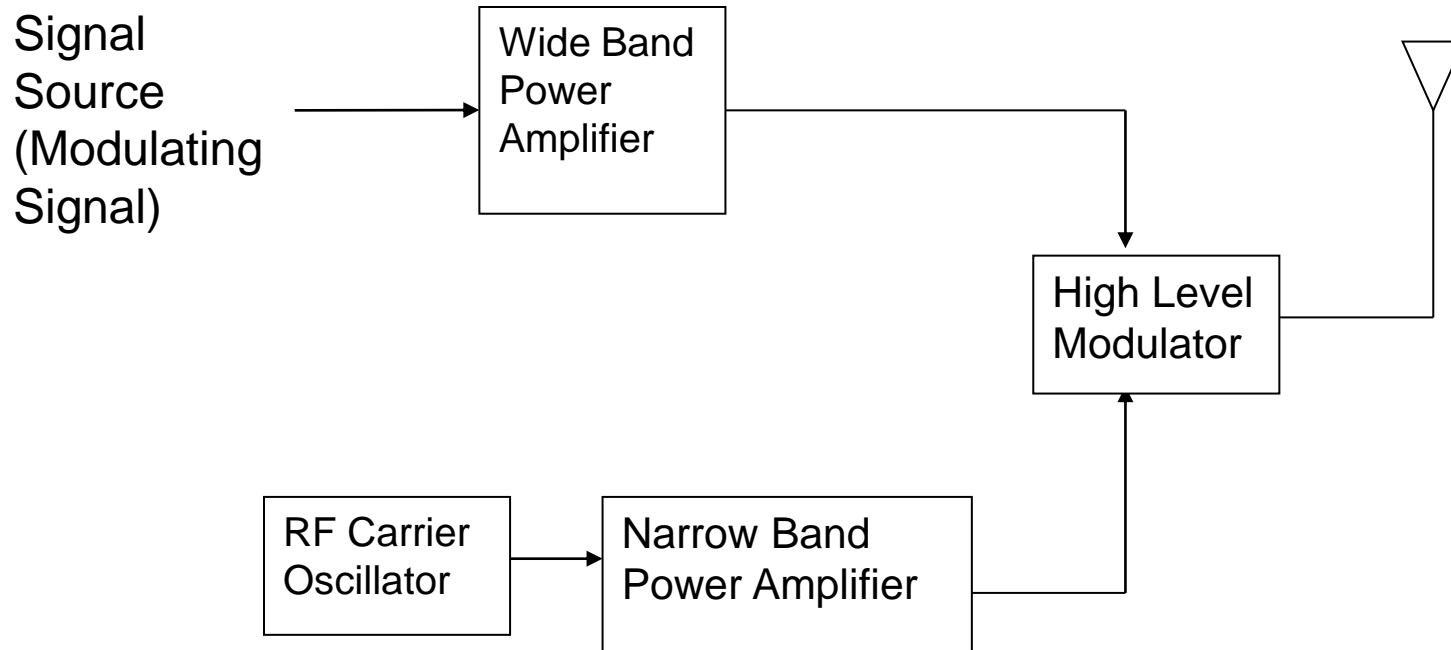 Signal
Source
(Modulating
Signal)
Wide Band
Power
Amplifier
High Level
Modulator
RF Carrier
Oscillator
Narrow Band
Power Amplifier